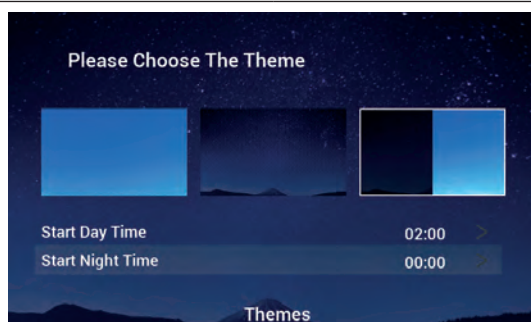 Please Choose The Theme
Start Day Time 02:00 >
Start Night Time 00:00 >
Themes